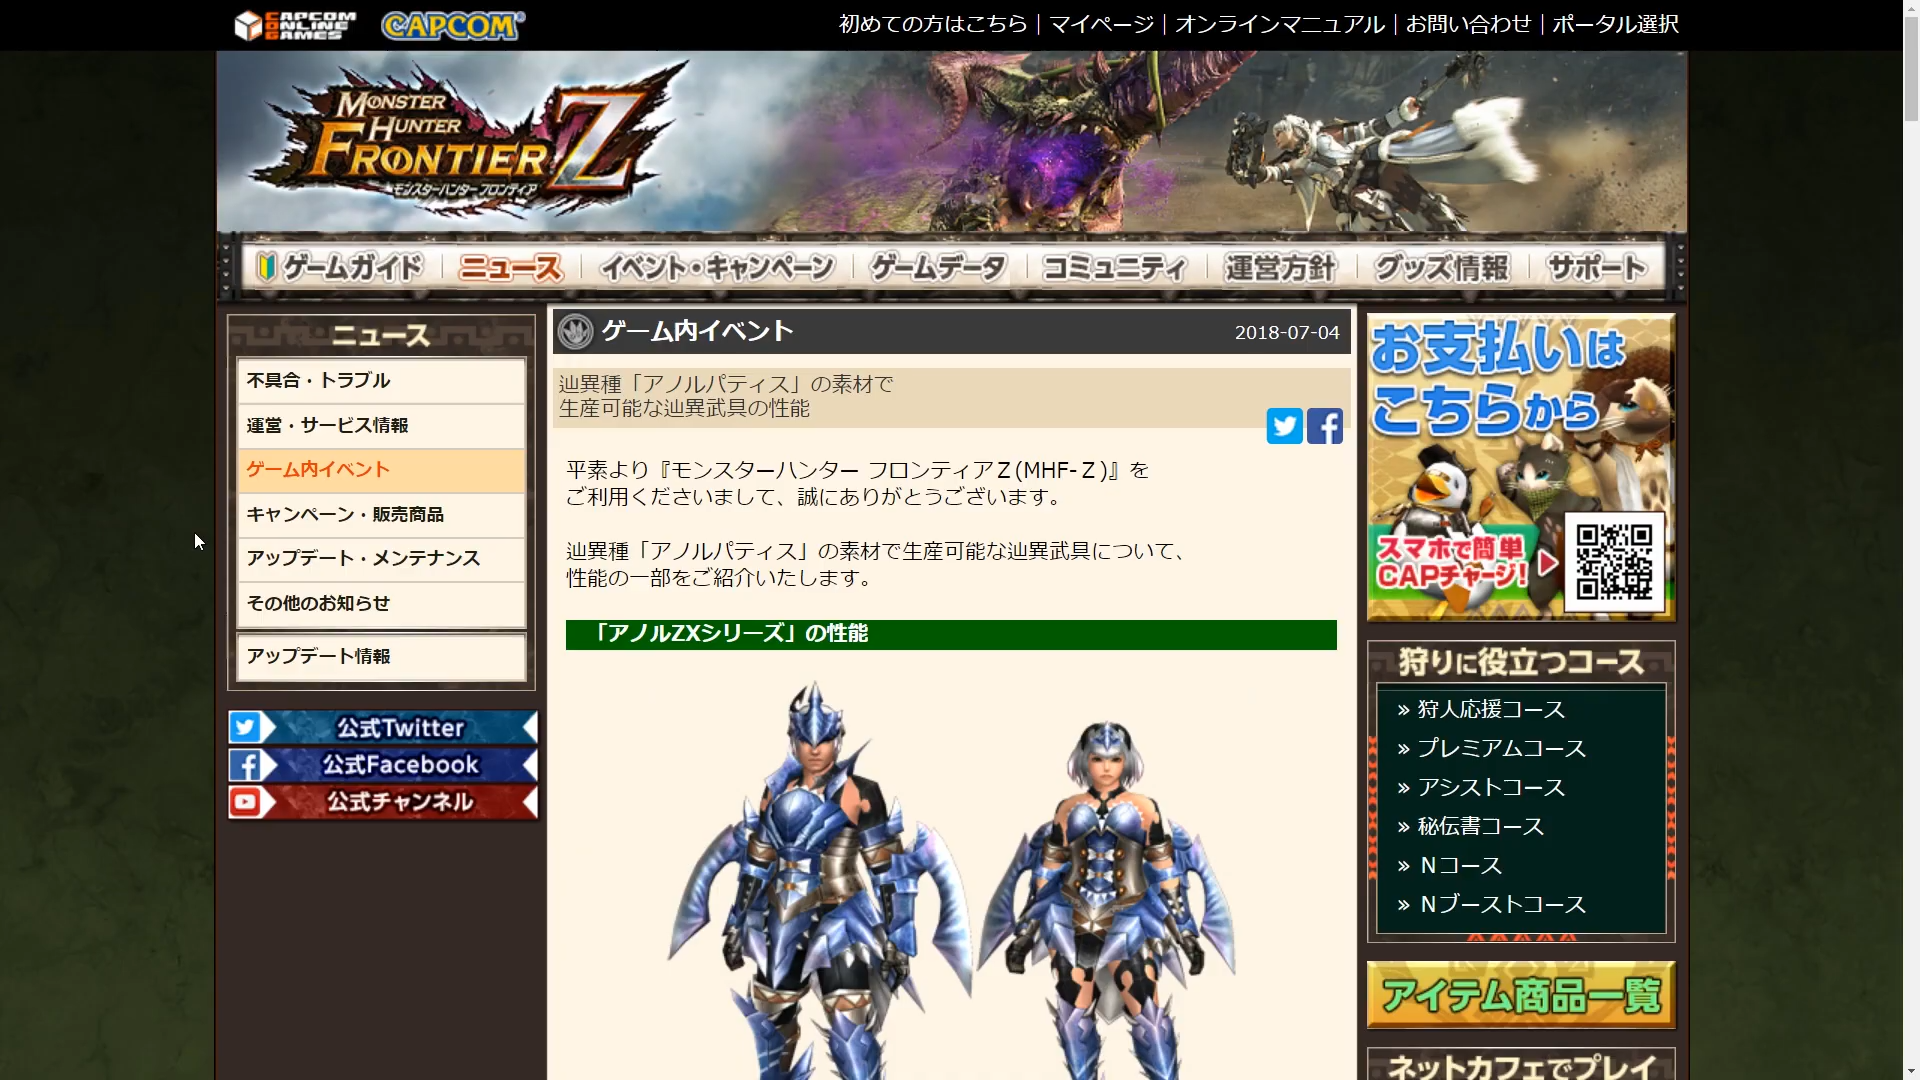 CAPCOM ONLINE GAMES
CAPCOM
初めての方はこちら | マイページ | オンラインマニュアル | お問い合わせ | ポータル選択
MONSTER HUNTER FRONTIER Z
モンスターハンター フロンティア
ゲームガイド ニュース イベント・キャンペーン ゲームデータ コミュニティ 運営方針 グッズ情報 サポート
ニュース
不具合・トラブル
運営・サービス情報
ゲーム内イベント
キャンペーン・販売商品
アップデート・メンテナンス
その他のお知らせ
アップデート情報
公式Twitter
公式Facebook
公式チャンネル
ゲーム内イベント 2018-07-04
辿異種「アノルパティス」の素材で
生産可能な辿異武具の性能
平素より『モンスターハンター フロンティアＺ(MHF-Ｚ)』を
ご利用くださいまして、誠にありがとうございます。
辿異種「アノルパティス」の素材で生産可能な辿異武具について、
性能の一部をご紹介いたします。
「アノルZXシリーズ」の性能
お支払いは
こちらから
スマホで簡単
CAPチャージ!
狩りに役立つコース
» 狩人応援コース
» プレミアムコース
» アシストコース
» 秘伝書コース
» Ｎコース
» Ｎブーストコース
アイテム商品一覧
ネットカフェでプレイ